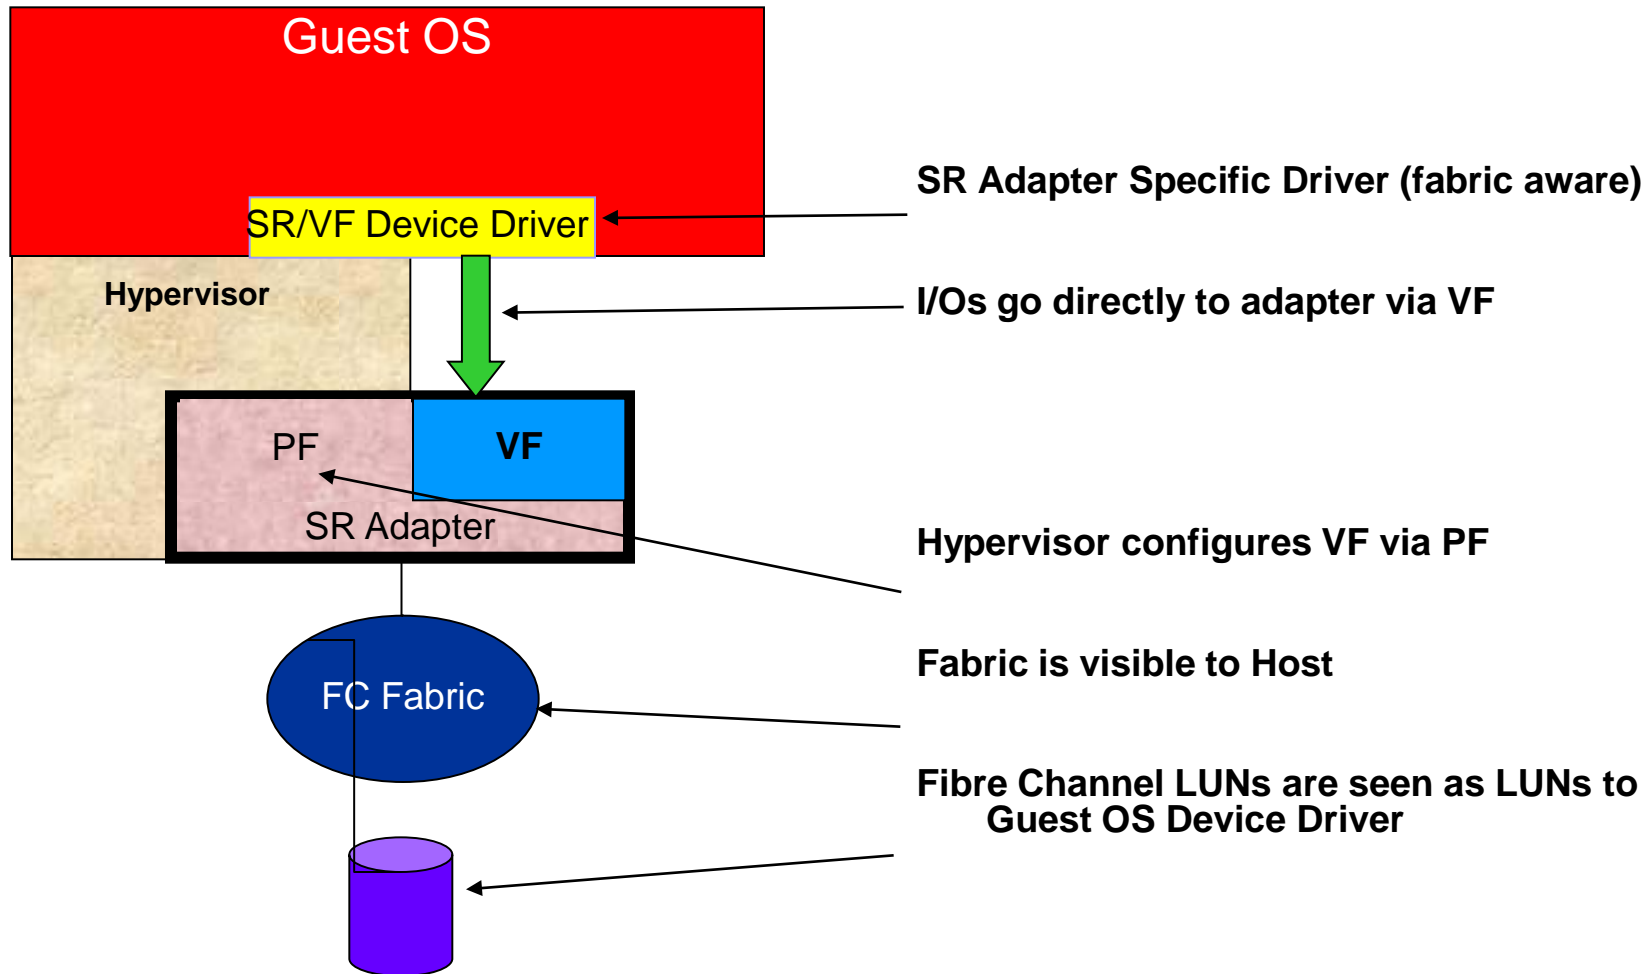 Guest OS
SR Adapter Specific Driver (fabric aware)
SR/VF Device Driver
Hypervisor
I/Os go directly to adapter via VF
PF
VF
SR Adapter
Hypervisor configures VF via PF
Fabric is visible to Host
FC Fabric
Fibre Channel LUNs are seen as LUNs to
Guest OS Device Driver